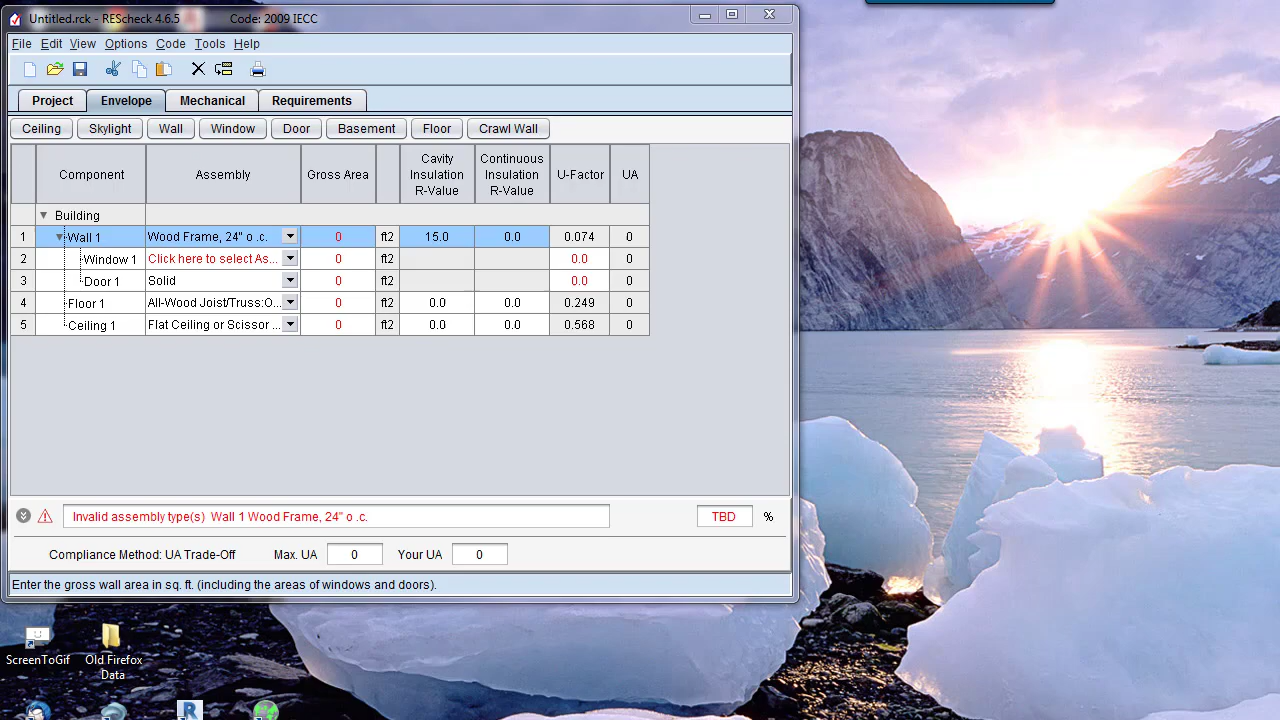 Untitled.rck - REScheck 4.6.5 Code: 2009 IECC
File Edit View Options Code Tools Help
Project Envelope Mechanical Requirements
Ceiling Skylight Wall Window Door Basement Floor Crawl Wall
Component Assembly Gross Area Cavity Insulation R-Value Continuous Insulation R-Value U-Factor UA
Building
1 Wall 1 Wood Frame, 24" o .c. 0 ft2 15.0 0.0 0.074 0
2 Window 1 Click here to select As... 0 ft2 0.0 0
3 Door 1 Solid 0 ft2 0.0 0
4 Floor 1 All-Wood Joist/Truss:O... 0 ft2 0.0 0.0 0.249 0
5 Ceiling 1 Flat Ceiling or Scissor ... 0 ft2 0.0 0.0 0.568 0
Invalid assembly type(s) Wall 1 Wood Frame, 24" o .c. TBD %
Compliance Method: UA Trade-Off Max. UA 0 Your UA 0
Enter the gross wall area in sq. ft. (including the areas of windows and doors).
ScreenToGif Old Firefox Data
R